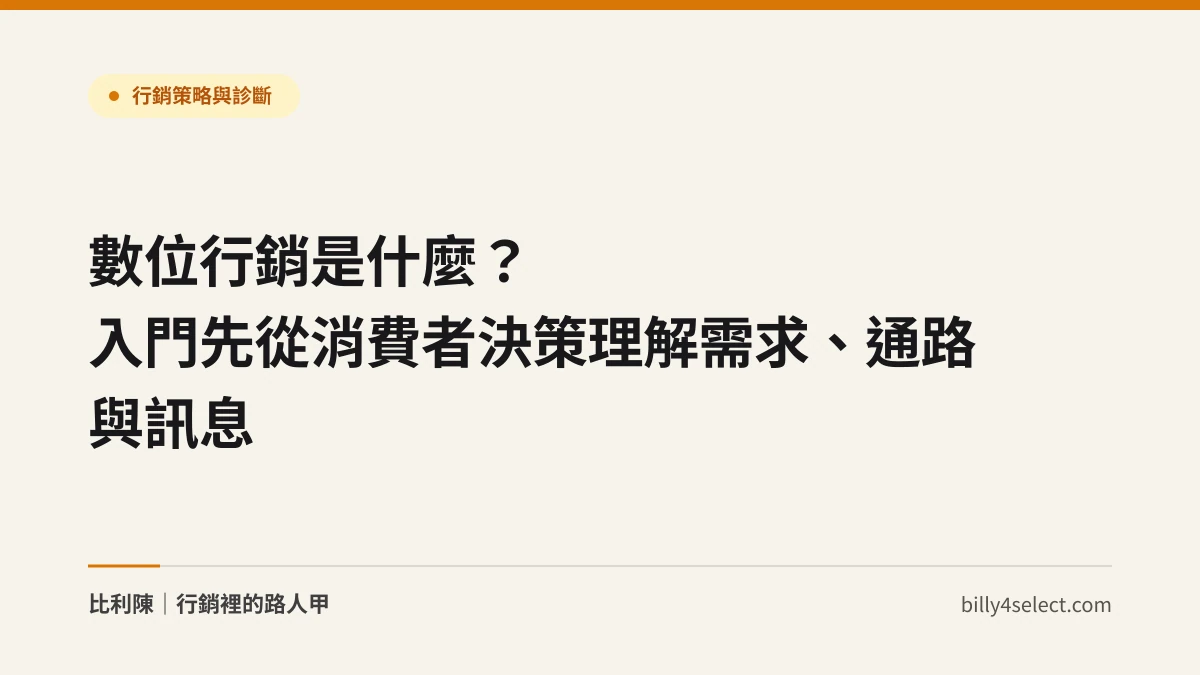 行銷策略與診斷
數位行銷是什麼？
入門先從消費者決策理解需求、通路
與訊息
比利陳｜行銷裡的路人甲
billy4select.com